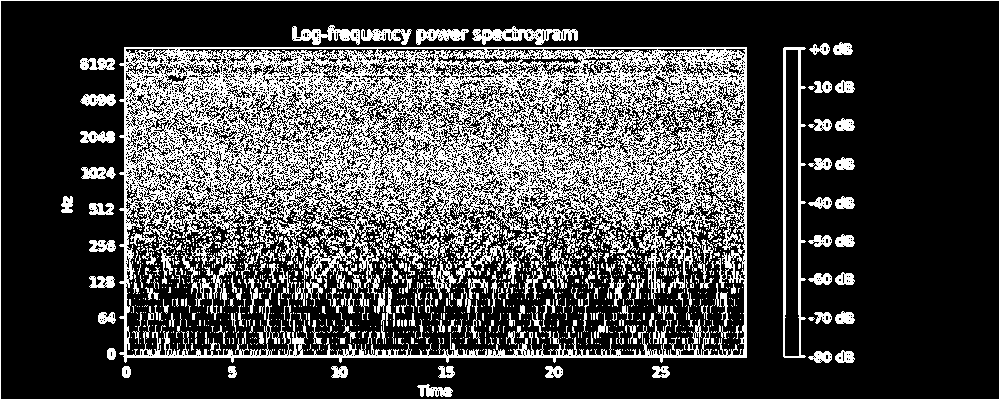 Log-frequency power spectrogram
8192
4096
2048
1024
512
256
128
64
0
Hz
0 5 10 15 20 25
Time
+0 dB
-10 dB
-20 dB
-30 dB
-40 dB
-50 dB
-60 dB
-70 dB
-80 dB